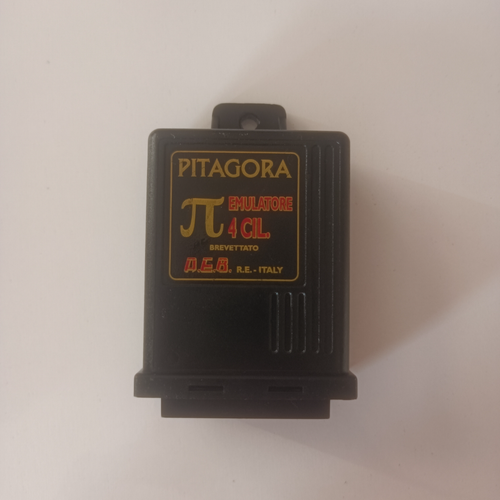 PITAGORA
π EMULATORE
4 CIL.
BREVETTATO
A.E.B. R.E. - ITALY